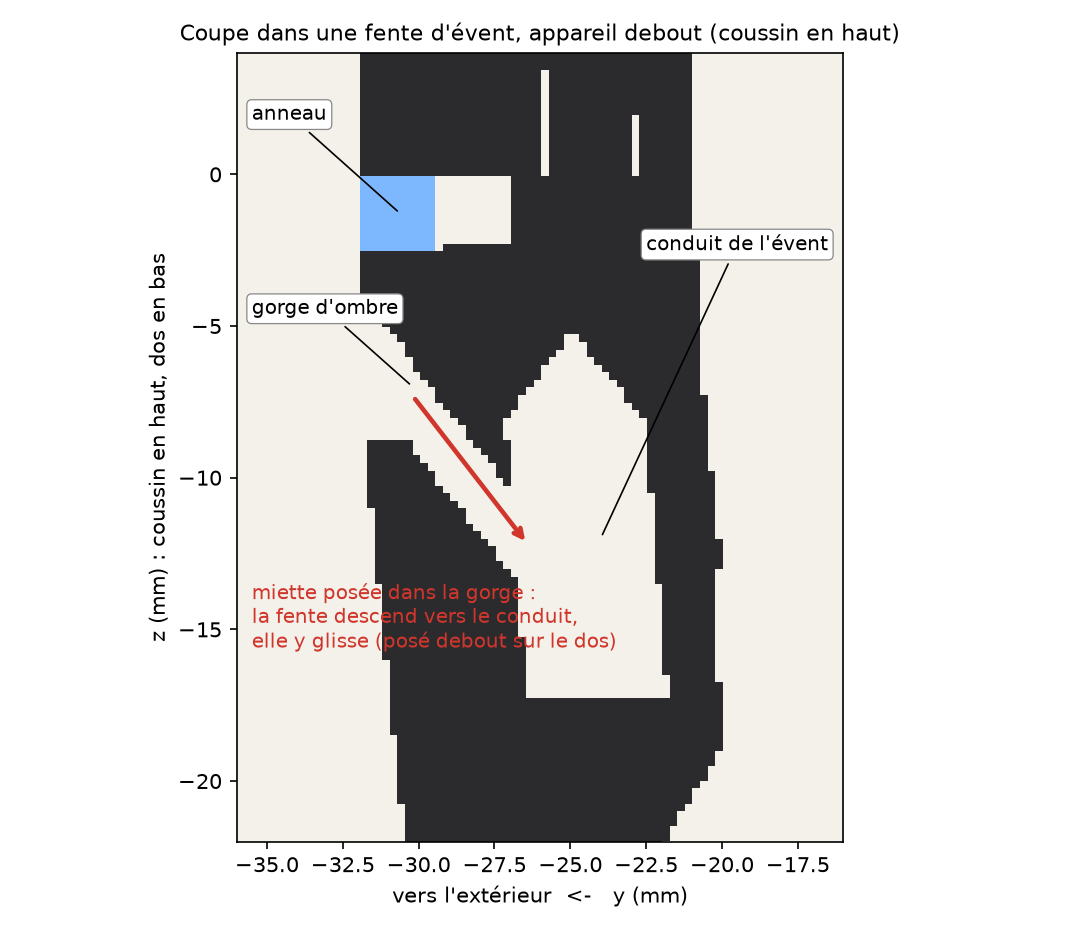 Coupe dans une fente d'évent, appareil debout (coussin en haut)
anneau
conduit de l'évent
gorge d'ombre
miette posée dans la gorge :
la fente descend vers le conduit,
elle y glisse (posé debout sur le dos)
z (mm) : coussin en haut, dos en bas
0
−5
−10
−15
−20
−35.0 −32.5 −30.0 −27.5 −25.0 −22.5 −20.0 −17.5
vers l'extérieur <- y (mm)